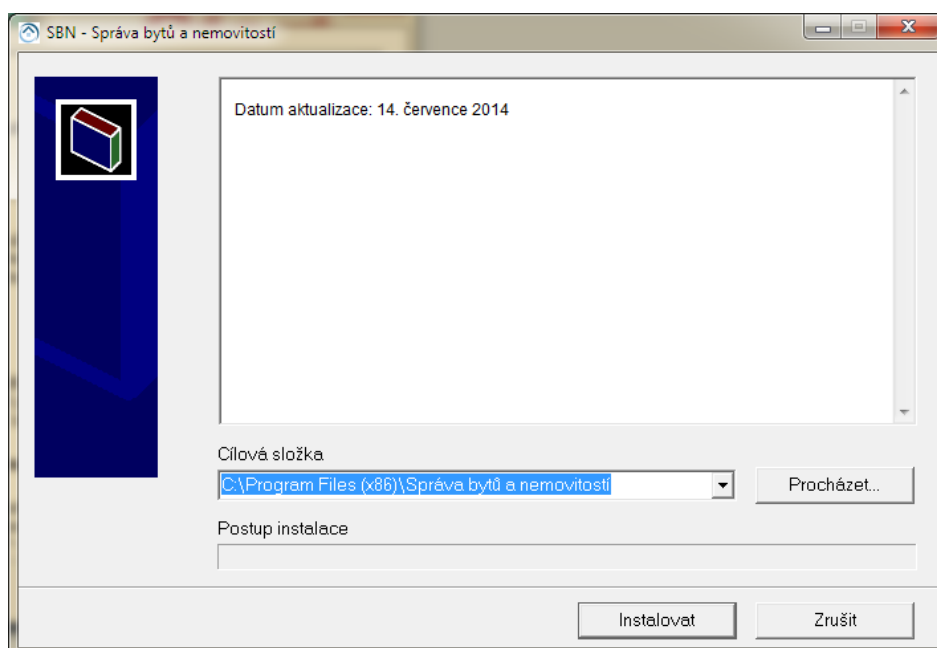 SBN - Správa bytů a nemovitostí
Datum aktualizace: 14. července 2014
Cílová složka
C:\Program Files (x86)\Správa bytů a nemovitostí
Procházet...
Postup instalace
Instalovat
Zrušit